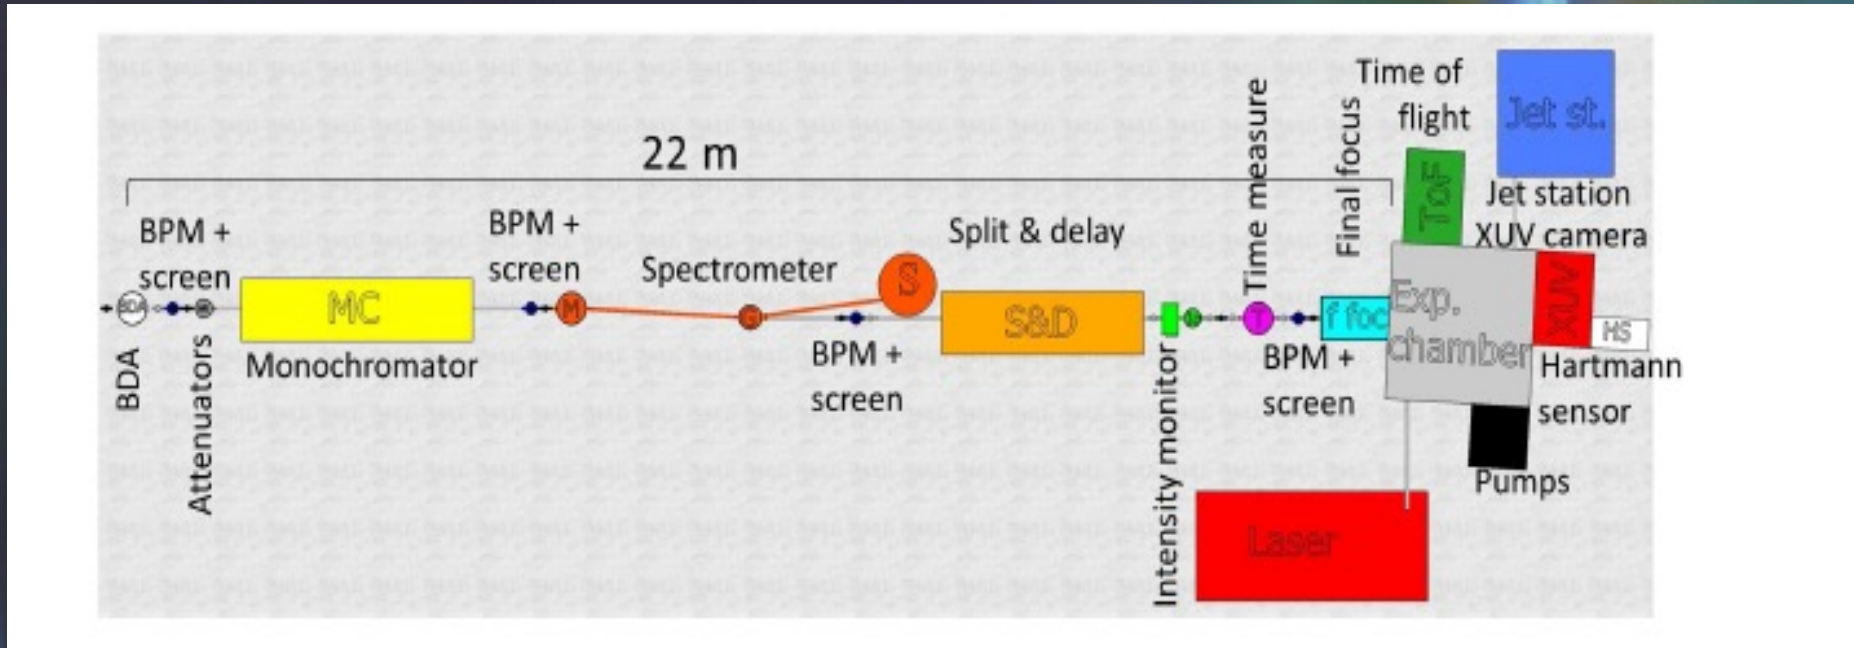 22 m
BPM +
screen
BDA
Attenuators
MC
Monochromator
BPM +
screen
M
Spectrometer
G
S
BPM +
screen
Split & delay
S&D
Intensity monitor
Time measure
T
BPM +
screen
Final focus
f foc
Time of
flight
ToF
Jet st.
Jet station
XUV camera
Exp.
chamber
XUV
HS
Hartmann
sensor
Pumps
Laser